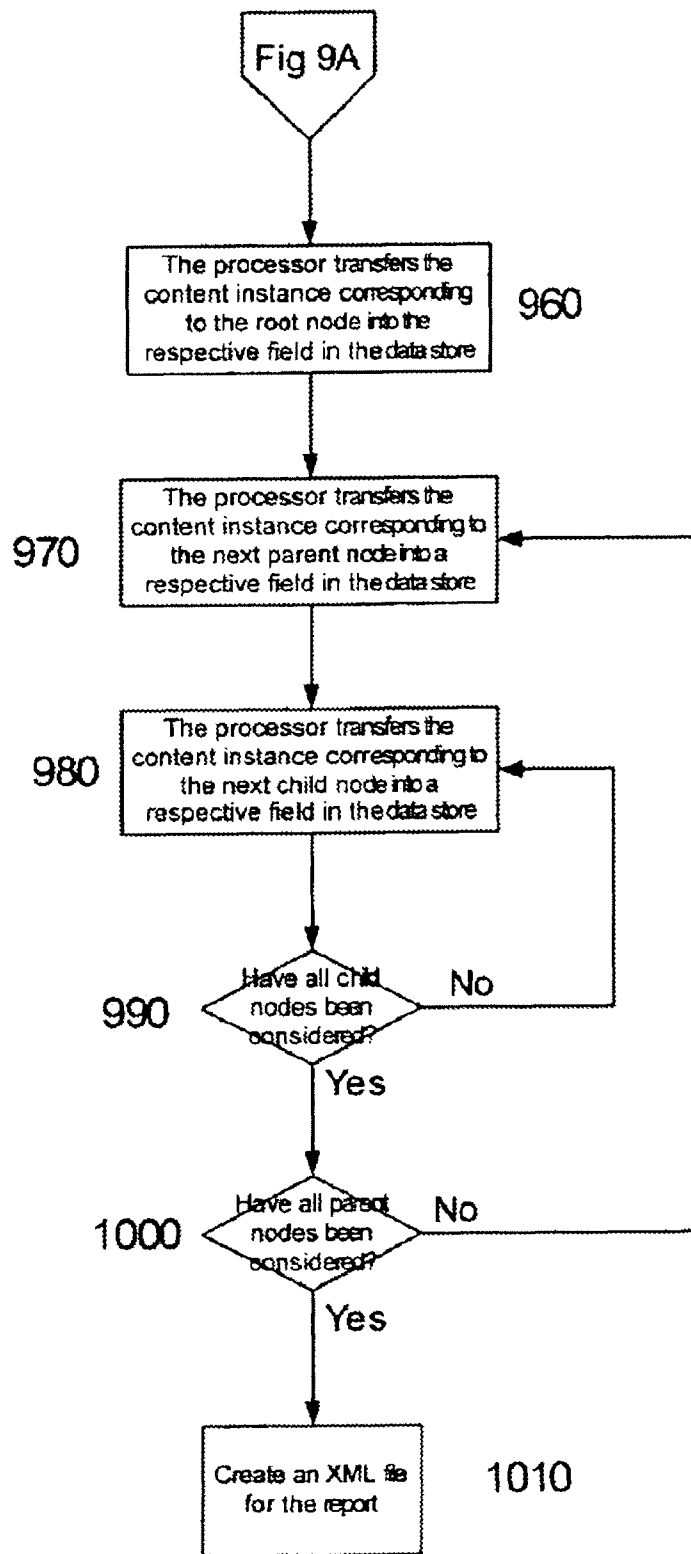 Fig 9A
The processor transfers the
content instance corresponding
to the root node into the
respective field in the data store
960
The processor transfers the
content instance corresponding to
the next parent node into a
respective field in the data store
970
The processor transfers the
content instance corresponding to
the next child node into a
respective field in the data store
980
Have all child
nodes been
considered?
990
No
Yes
Have all parent
nodes been
considered?
1000
No
Yes
Create an XML file
for the report
1010